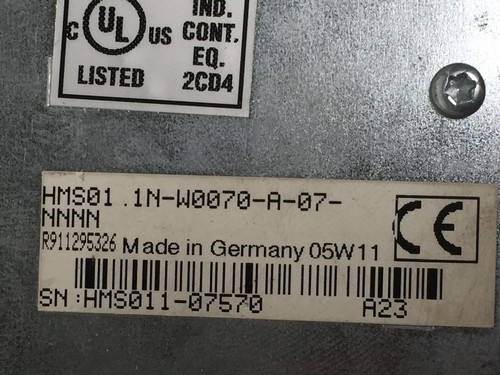 IND.
C UL US CONT.
EQ.
LISTED 2CD4
HMS01.1N-W0070-A-07-
NNNN
R911295326 Made in Germany 05W11
CE
SN:HMS011-07570 A23